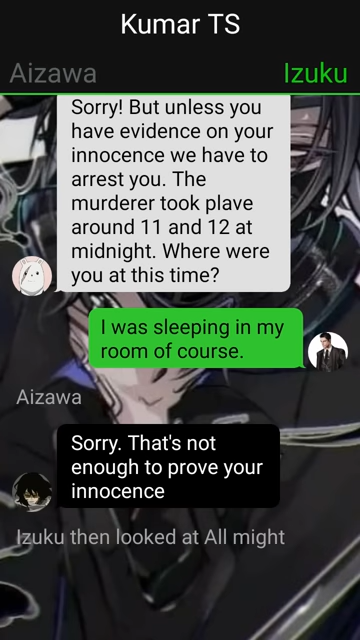 Kumar TS
Aizawa Izuku
Sorry! But unless you
have evidence on your
innocence we have to
arrest you. The
murderer took plave
around 11 and 12 at
midnight. Where were
you at this time?
I was sleeping in my
room of course.
Aizawa
Sorry. That's not
enough to prove your
innocence
Izuku then looked at All might